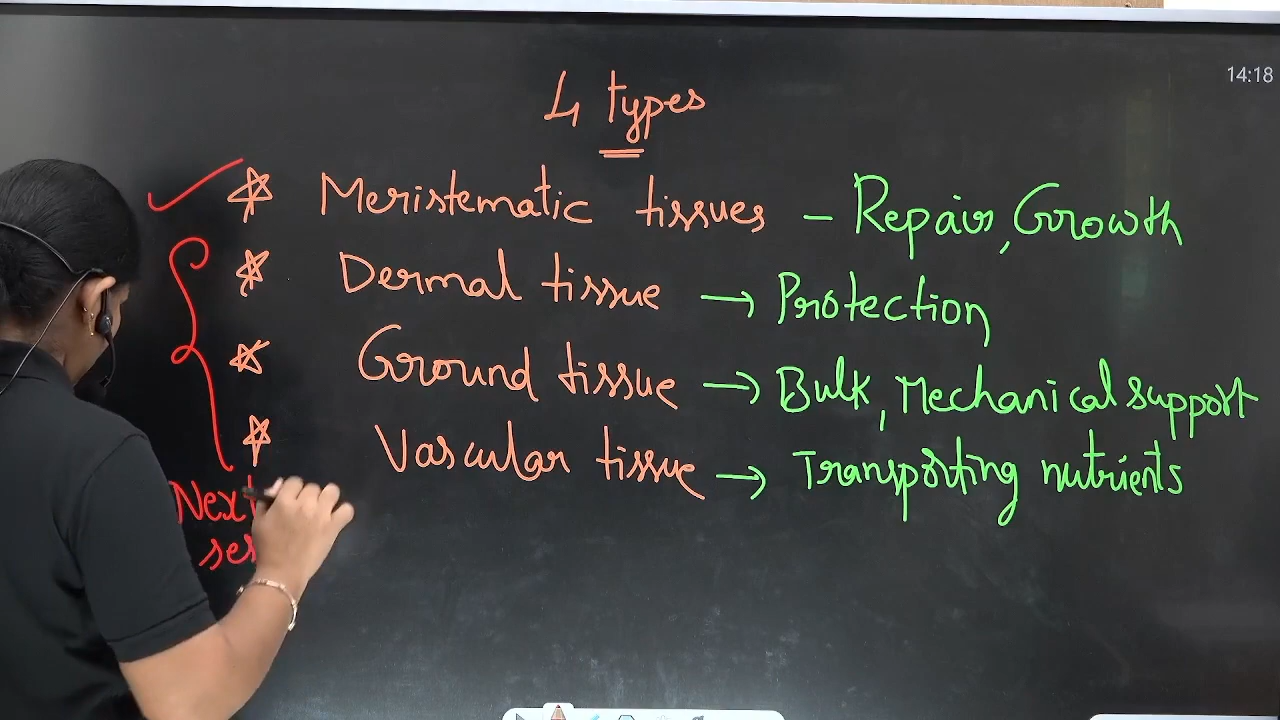 14:18
4 types
Meristematic tissues - Repair, Growth
Dermal tissue → Protection
Ground tissue → Bulk, Mechanical support
Vascular tissue → Transporting nutrients
Next